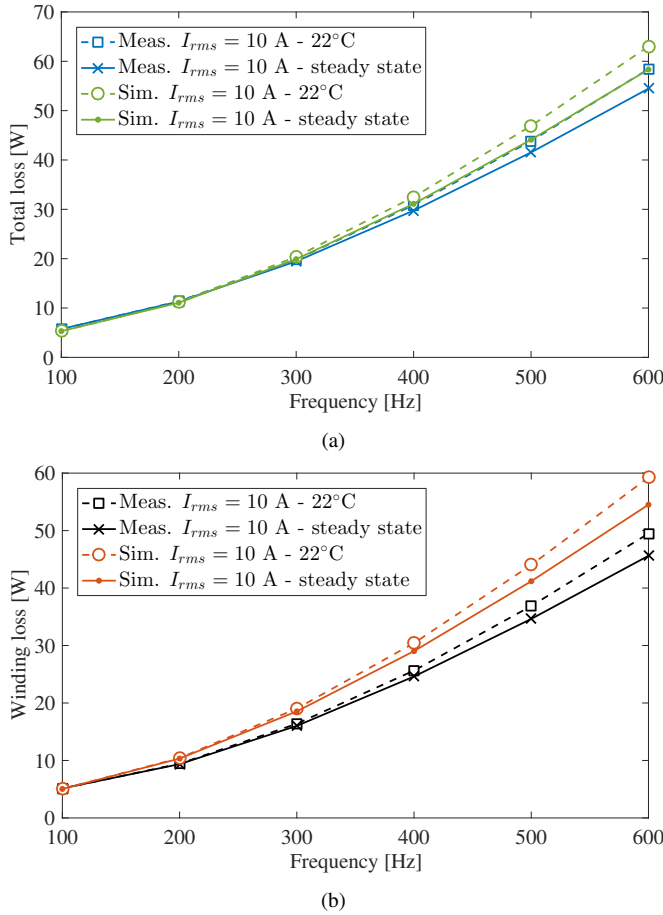 70
60
50
40
30
20
10
0
Total loss [W]
Meas. I_rms = 10 A - 22°C
Meas. I_rms = 10 A - steady state
Sim. I_rms = 10 A - 22°C
Sim. I_rms = 10 A - steady state
100 200 300 400 500 600
Frequency [Hz]
(a)
60
50
40
30
20
10
0
Winding loss [W]
Meas. I_rms = 10 A - 22°C
Meas. I_rms = 10 A - steady state
Sim. I_rms = 10 A - 22°C
Sim. I_rms = 10 A - steady state
100 200 300 400 500 600
Frequency [Hz]
(b)